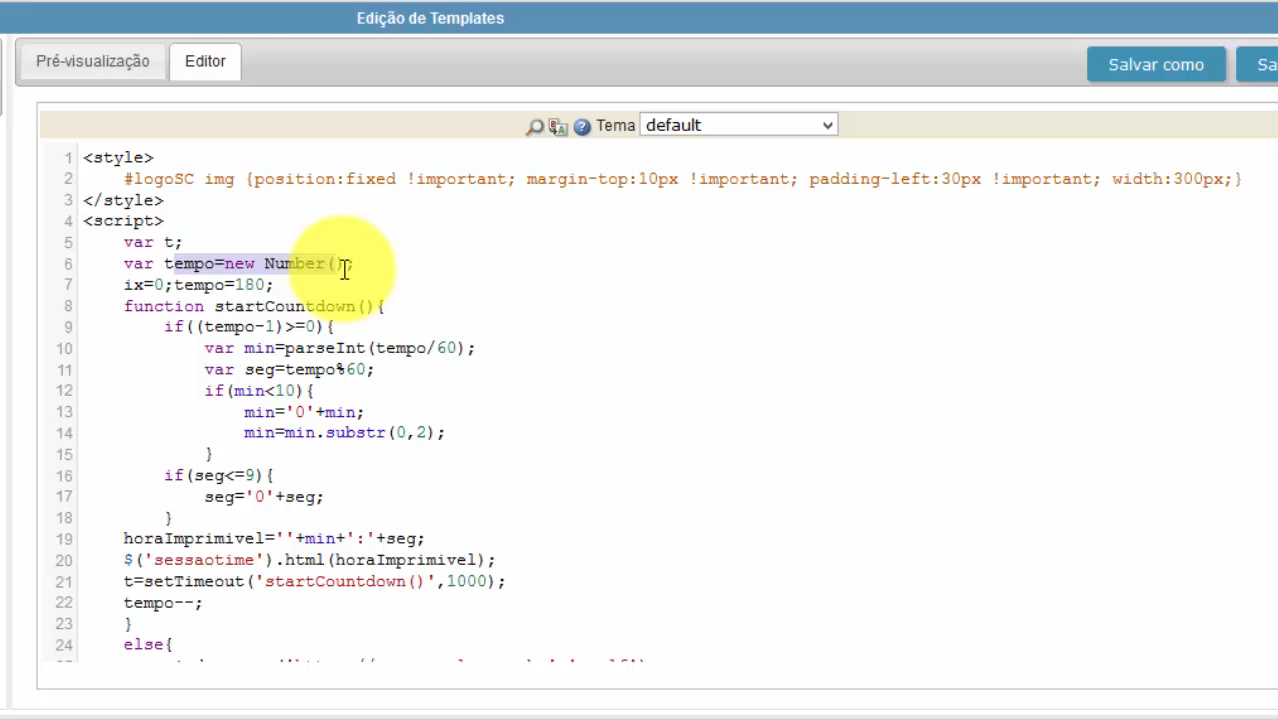 Edição de Templates
Pré-visualização Editor Salvar como Sa
Tema default
1 <style>
2 #logoSC img {position:fixed !important; margin-top:10px !important; padding-left:30px !important; width:300px;}
3 </style>
4 <script>
5 var t;
6 var tempo=new Number();
7 ix=0;tempo=180;
8 function startCountdown(){
9 if((tempo-1)>=0){
10 var min=parseInt(tempo/60);
11 var seg=tempo%60;
12 if(min<10){
13 min='0'+min;
14 min=min.substr(0,2);
15 }
16 if(seg<=9){
17 seg='0'+seg;
18 }
19 horaImprimivel=''+min+':'+seg;
20 $('sessaotime').html(horaImprimivel);
21 t=setTimeout('startCountdown()',1000);
22 tempo--;
23 }
24 else{